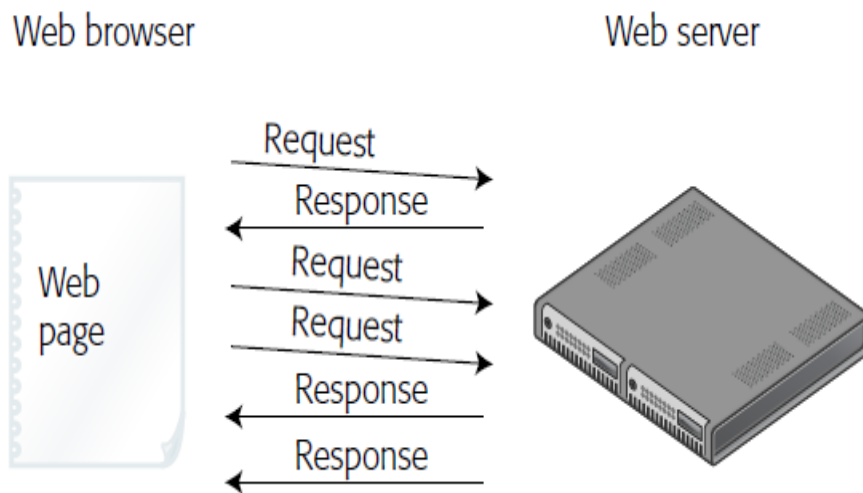 Web browser
Web server
Request
Response
Web
page
Request
Request
Response
Response